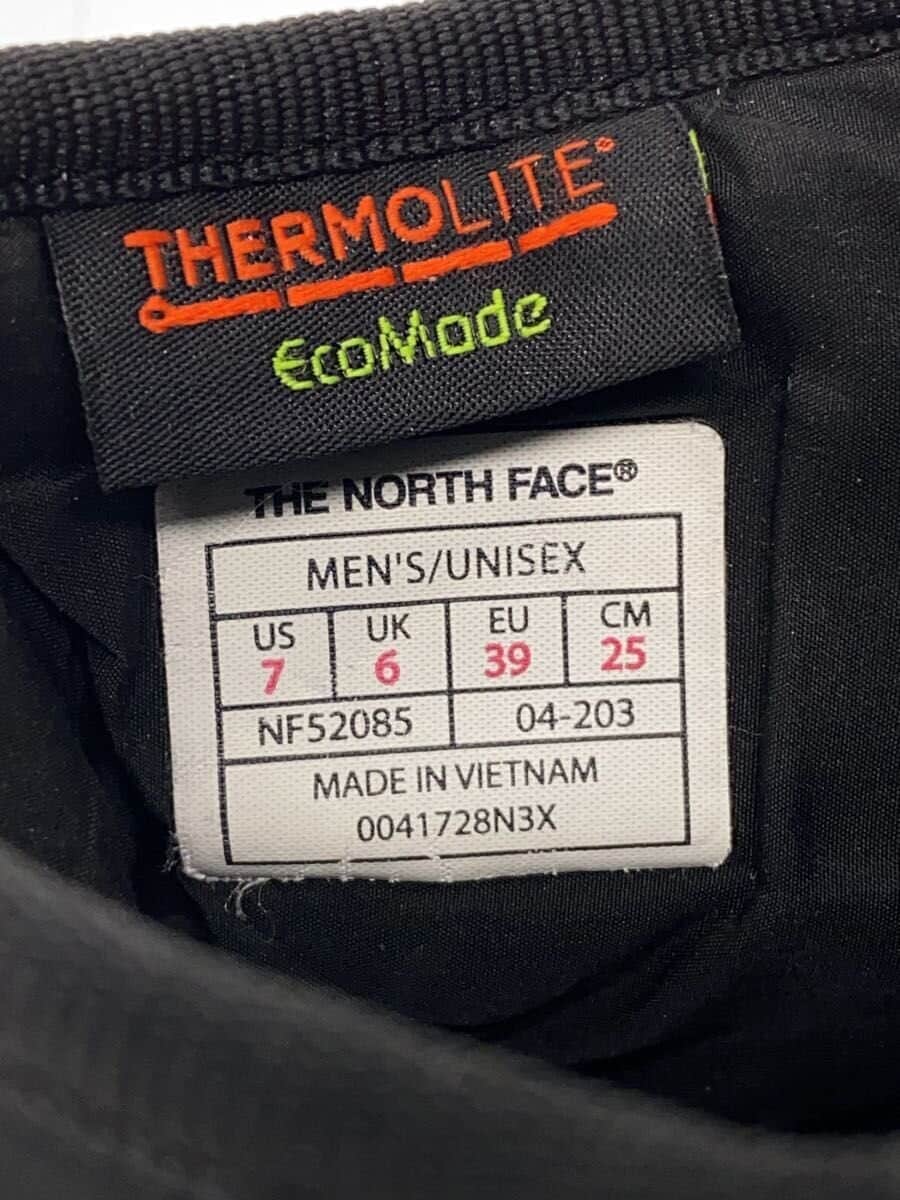 THERMOLITE®
EcoMade
THE NORTH FACE®
MEN'S/UNISEX
US UK EU CM
7 6 39 25
NF52085 04-203
MADE IN VIETNAM
0041728N3X